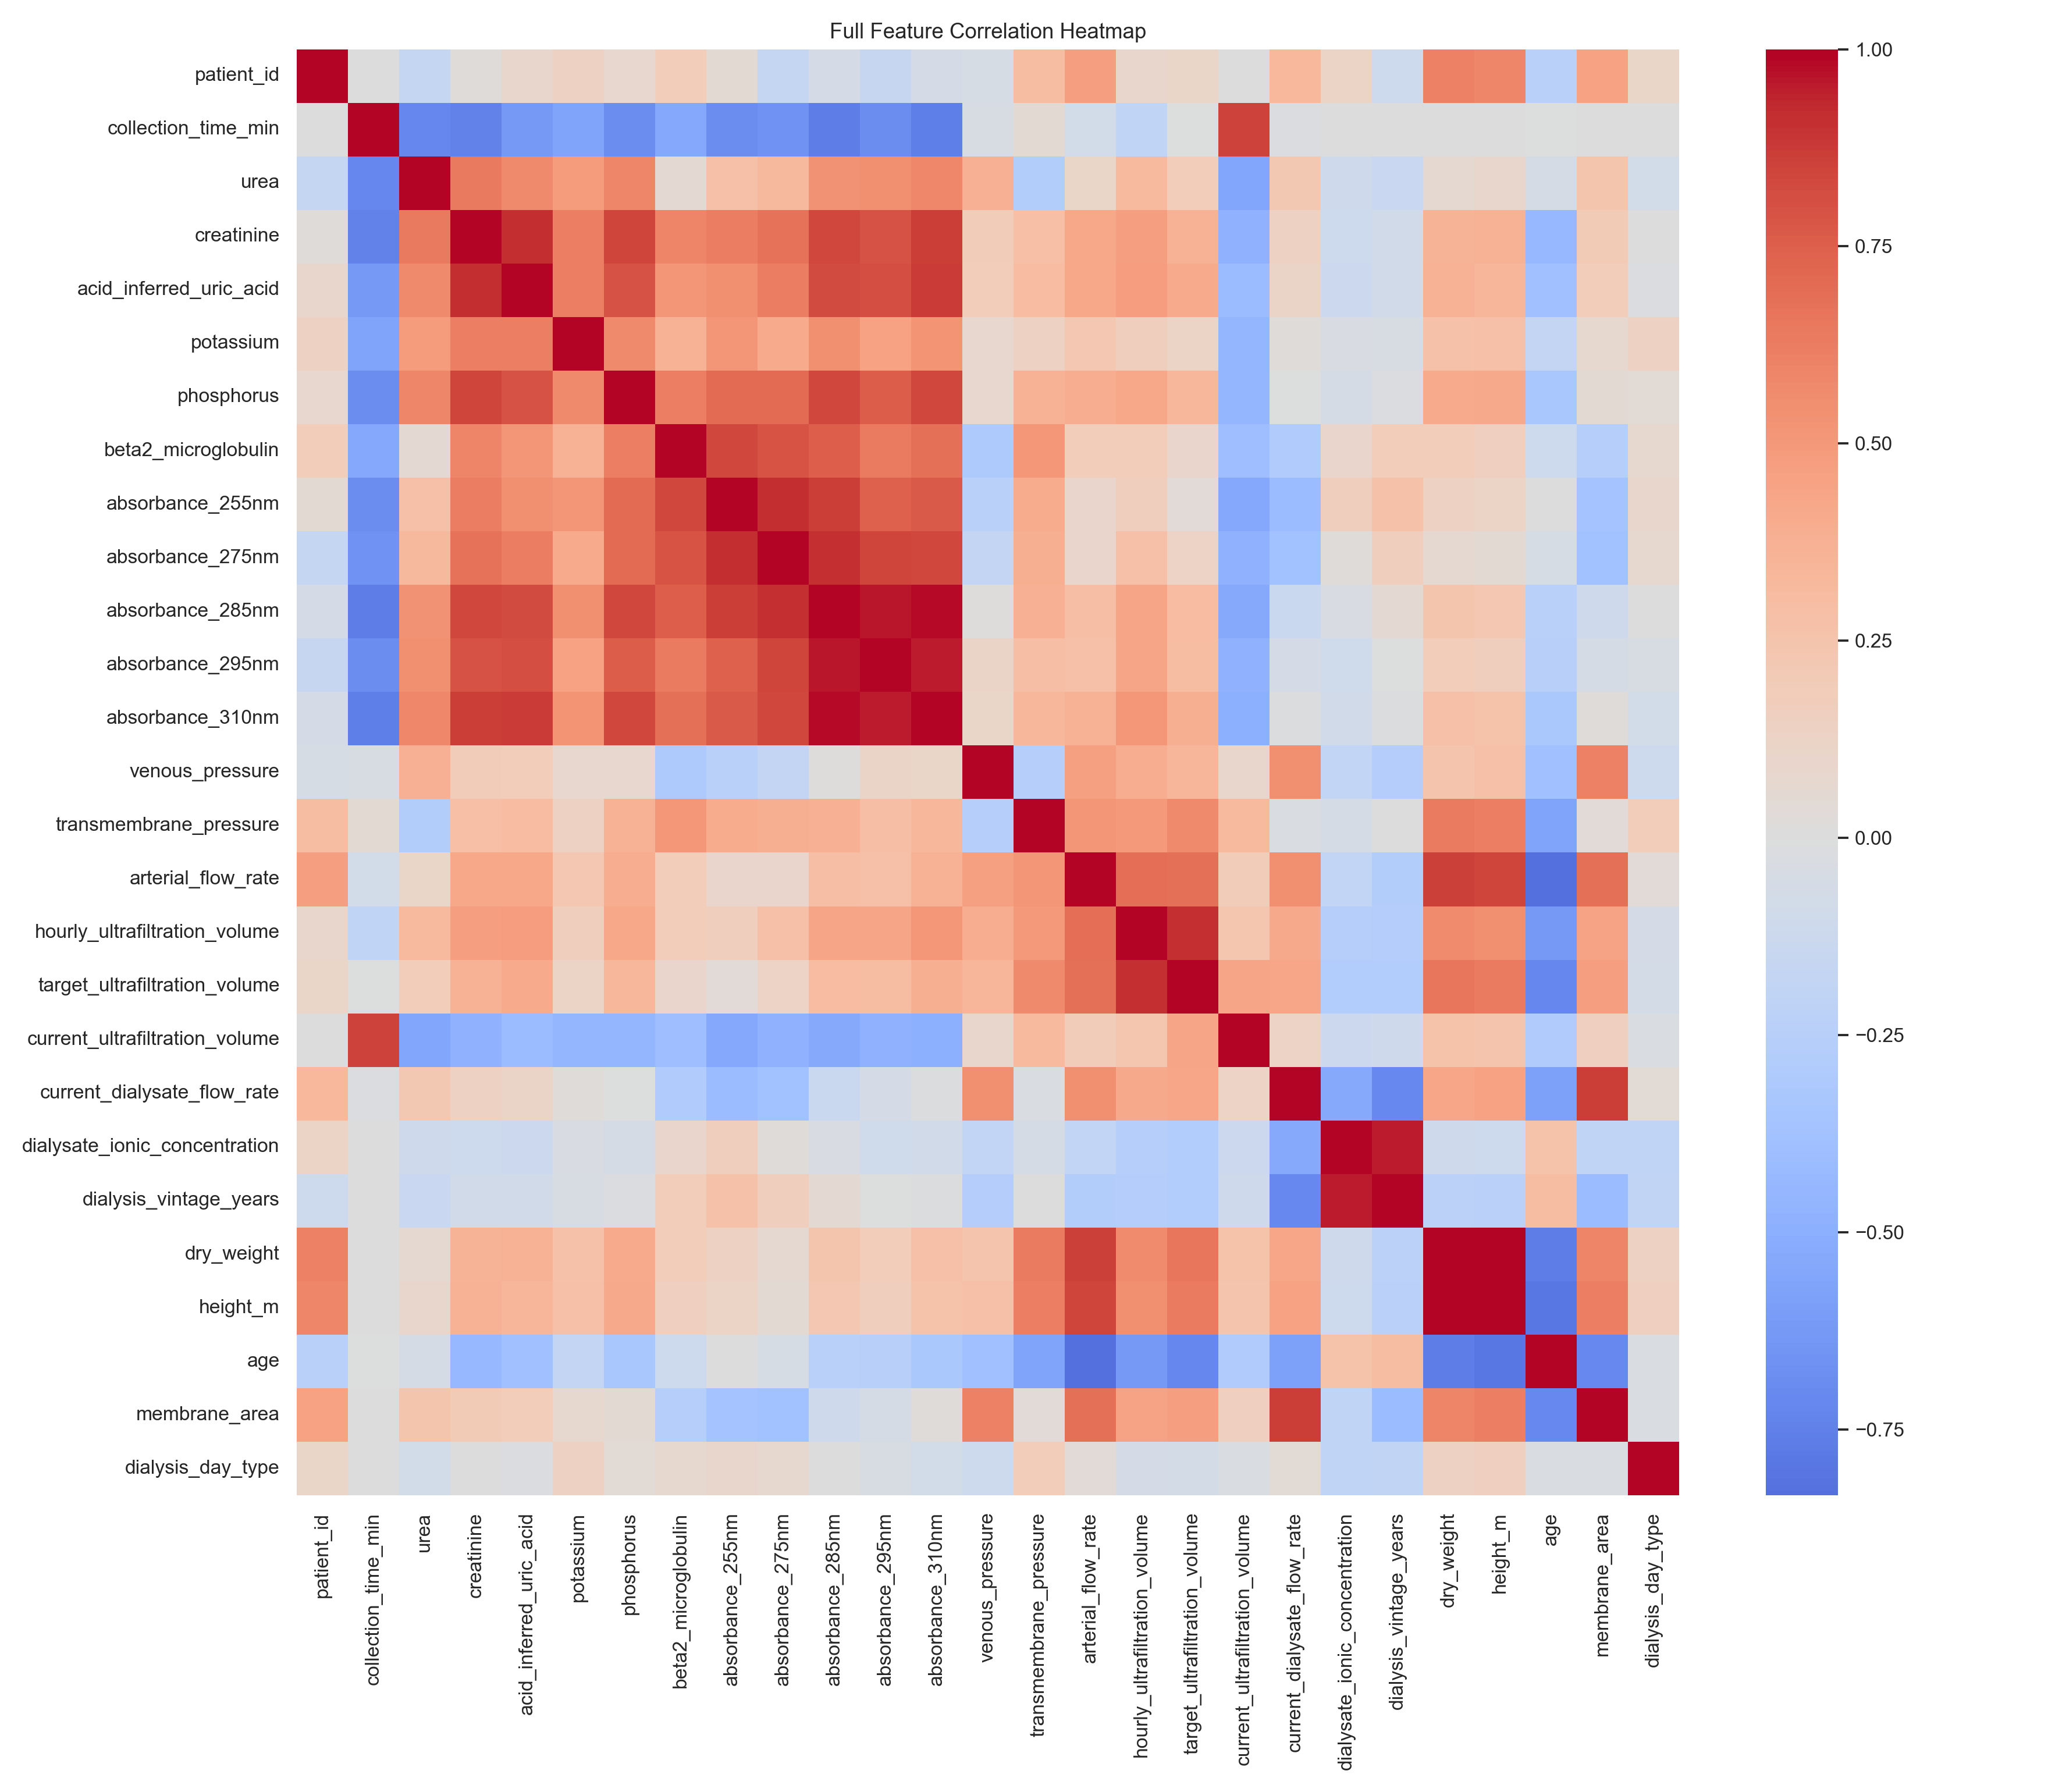 Full Feature Correlation Heatmap
patient_id
collection_time_min
urea
creatinine
acid_inferred_uric_acid
potassium
phosphorus
beta2_microglobulin
absorbance_255nm
absorbance_275nm
absorbance_285nm
absorbance_295nm
absorbance_310nm
venous_pressure
transmembrane_pressure
arterial_flow_rate
hourly_ultrafiltration_volume
target_ultrafiltration_volume
current_ultrafiltration_volume
current_dialysate_flow_rate
dialysate_ionic_concentration
dialysis_vintage_years
dry_weight
height_m
age
membrane_area
dialysis_day_type
patient_id
collection_time_min
urea
creatinine
acid_inferred_uric_acid
potassium
phosphorus
beta2_microglobulin
absorbance_255nm
absorbance_275nm
absorbance_285nm
absorbance_295nm
absorbance_310nm
venous_pressure
transmembrane_pressure
arterial_flow_rate
hourly_ultrafiltration_volume
target_ultrafiltration_volume
current_ultrafiltration_volume
current_dialysate_flow_rate
dialysate_ionic_concentration
dialysis_vintage_years
dry_weight
height_m
age
membrane_area
dialysis_day_type
1.00
0.75
0.50
0.25
0.00
−0.25
−0.50
−0.75